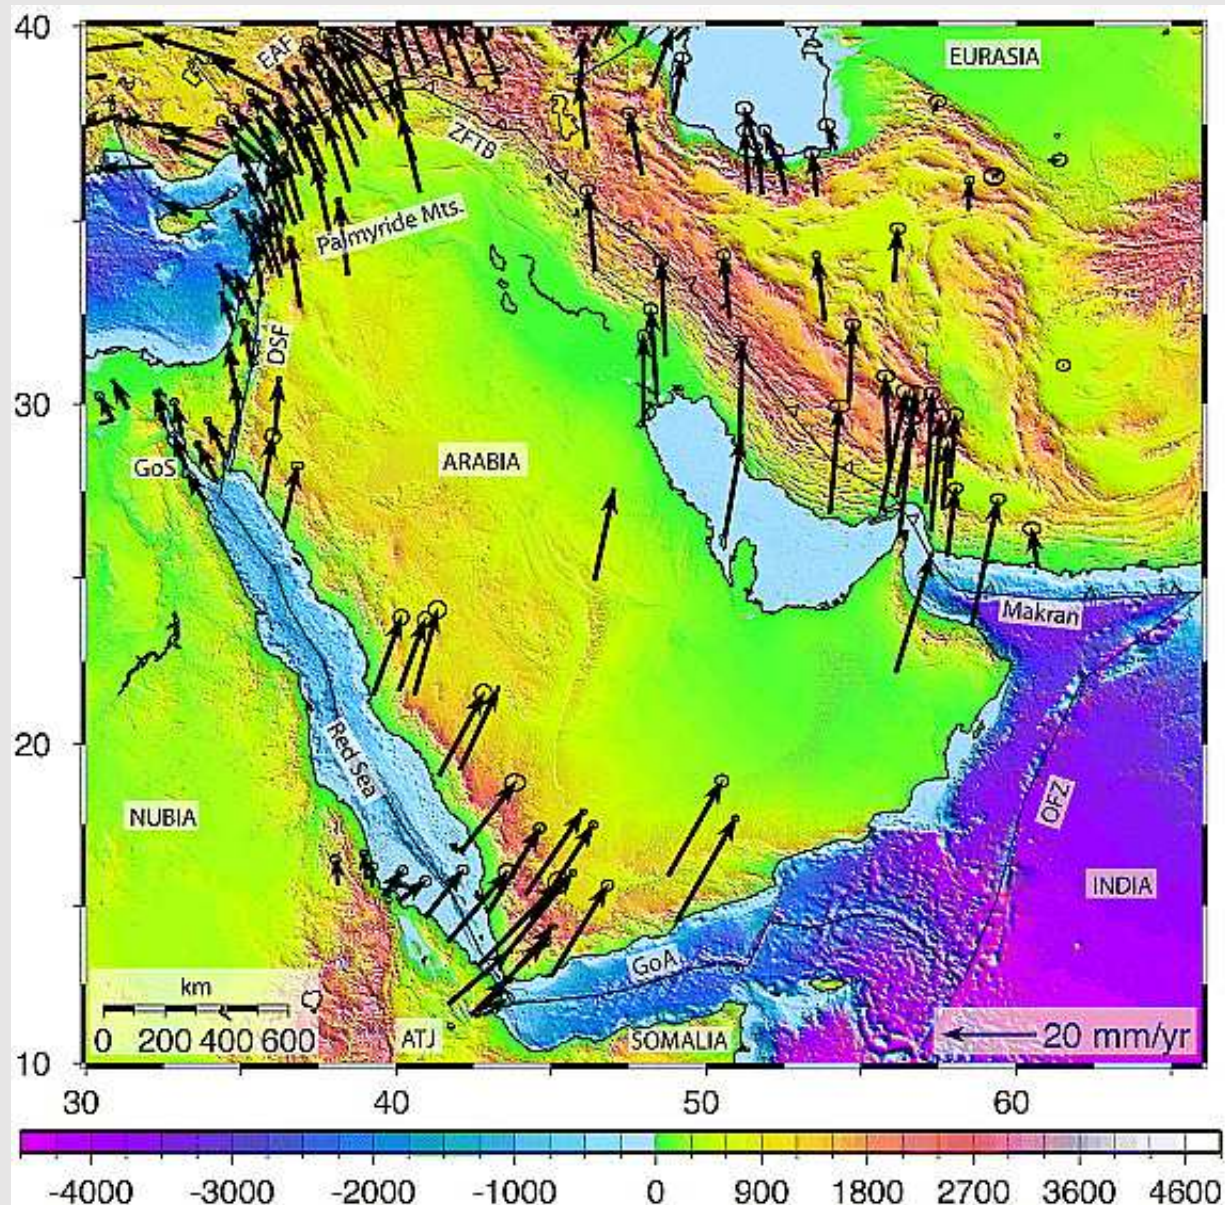 40
EAF
EURASIA
ZFTB
Palmyride Mts.
DSF
30
GoS
ARABIA
Makran
Red Sea
20
NUBIA
OFZ
INDIA
GoA
km
0 200 400 600
ATJ
SOMALIA
20 mm/yr
10
30 40 50 60
-4000 -3000 -2000 -1000 0 900 1800 2700 3600 4600